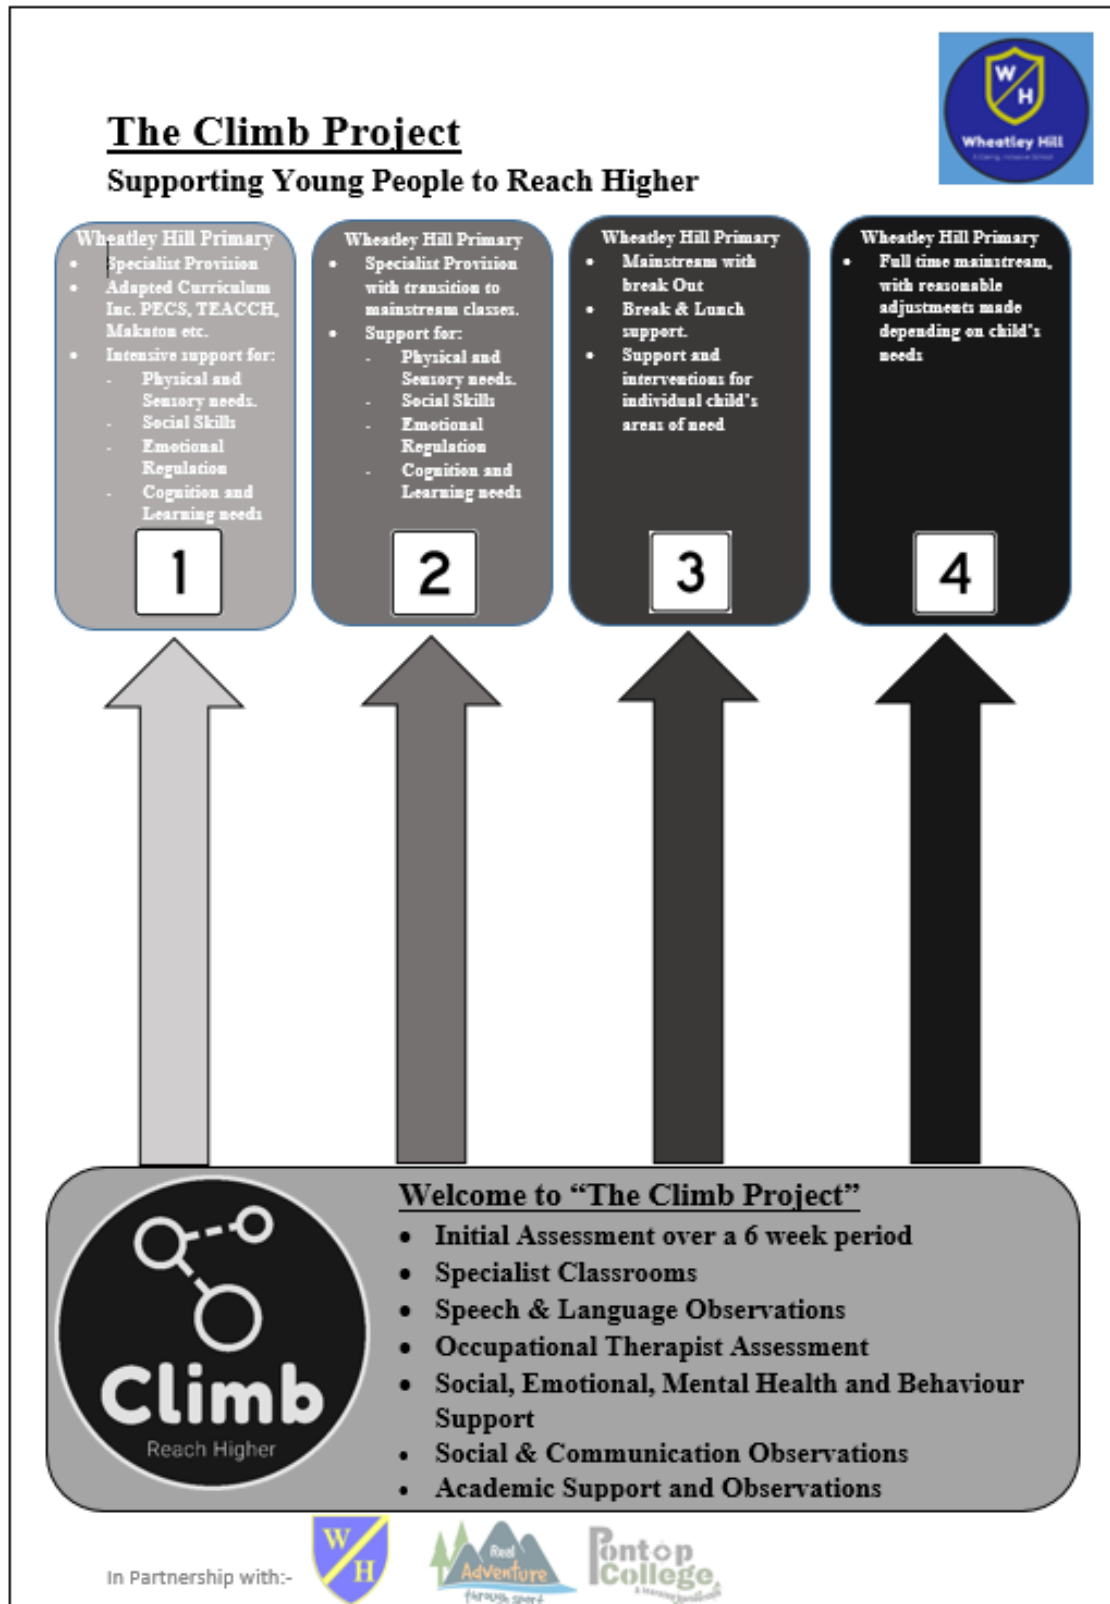 W
H
Wheatley Hill
A Caring, Inclusive School
The Climb Project
Supporting Young People to Reach Higher
Wheatley Hill Primary
• Specialist Provision
• Adapted Curriculum
Inc. PECS, TEACCH,
Makaton etc.
• Intensive support for:
- Physical and
Sensory needs.
- Social Skills
- Emotional
Regulation
- Cognition and
Learning needs
1
Wheatley Hill Primary
• Specialist Provision
with transition to
mainstream classes.
• Support for:
- Physical and
Sensory needs.
- Social Skills
- Emotional
Regulation
- Cognition and
Learning needs
2
Wheatley Hill Primary
• Mainstream with
break Out
• Break & Lunch
support.
• Support and
interventions for
individual child's
areas of need
3
Wheatley Hill Primary
• Full time mainstream,
with reasonable
adjustments made
depending on child's
needs
4
Climb
Reach Higher
Welcome to “The Climb Project”
• Initial Assessment over a 6 week period
• Specialist Classrooms
• Speech & Language Observations
• Occupational Therapist Assessment
• Social, Emotional, Mental Health and Behaviour
Support
• Social & Communication Observations
• Academic Support and Observations
In Partnership with:-
W
H
Real
Adventure
through sport
Pontop
College